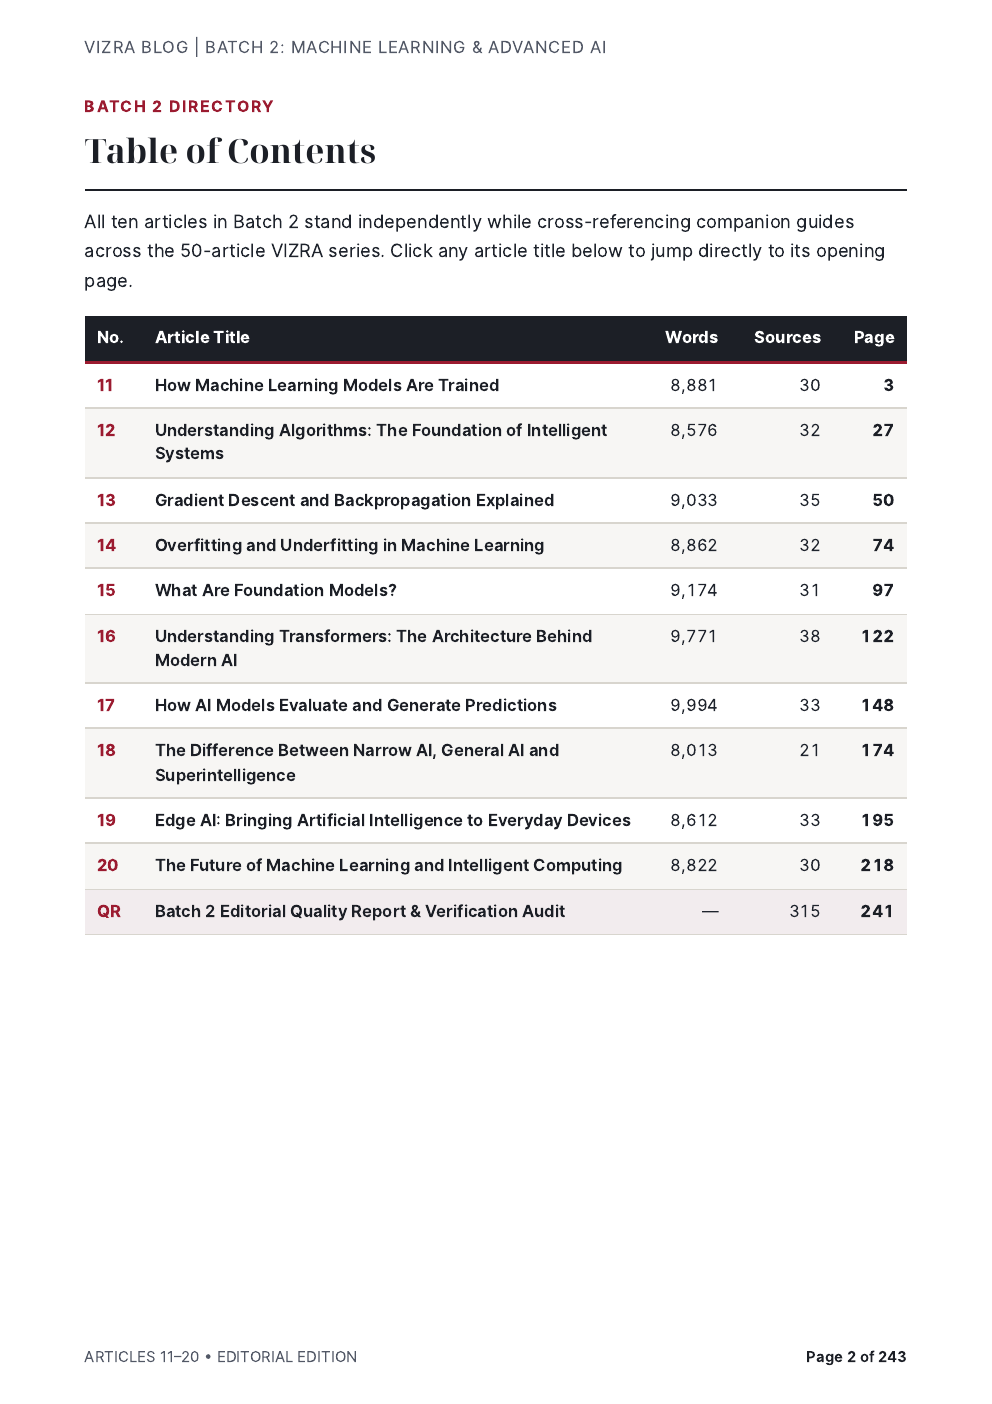 VIZRA BLOG | BATCH 2: MACHINE LEARNING & ADVANCED AI
BATCH 2 DIRECTORY
Table of Contents
All ten articles in Batch 2 stand independently while cross-referencing companion guides
across the 50-article VIZRA series. Click any article title below to jump directly to its opening
page.
No. Article Title Words Sources Page
11 How Machine Learning Models Are Trained 8,881 30 3
12 Understanding Algorithms: The Foundation of Intelligent 8,576 32 27
Systems
13 Gradient Descent and Backpropagation Explained 9,033 35 50
14 Overfitting and Underfitting in Machine Learning 8,862 32 74
15 What Are Foundation Models? 9,174 31 97
16 Understanding Transformers: The Architecture Behind 9,771 38 122
Modern AI
17 How AI Models Evaluate and Generate Predictions 9,994 33 148
18 The Difference Between Narrow AI, General AI and 8,013 21 174
Superintelligence
19 Edge AI: Bringing Artificial Intelligence to Everyday Devices 8,612 33 195
20 The Future of Machine Learning and Intelligent Computing 8,822 30 218
QR Batch 2 Editorial Quality Report & Verification Audit — 315 241
ARTICLES 11–20 • EDITORIAL EDITION Page 2 of 243